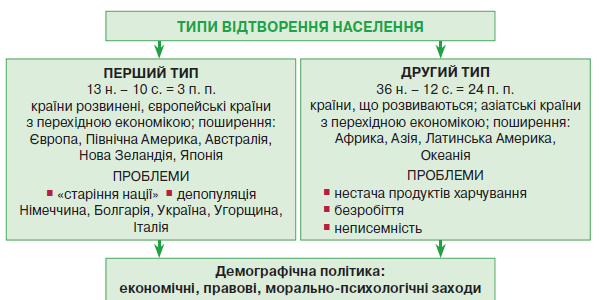 ТИПИ ВІДТВОРЕННЯ НАСЕЛЕННЯ
ПЕРШИЙ ТИП
13 н. – 10 с. = 3 п. п.
країни розвинені, європейські країни
з перехідною економікою; поширення:
Європа, Північна Америка, Австралія,
Нова Зеландія, Японія
ПРОБЛЕМИ
▪ «старіння нації» ▪ депопуляція
Німеччина, Болгарія, Україна, Угорщина,
Італія
ДРУГИЙ ТИП
36 н. – 12 с. = 24 п. п.
країни, що розвиваються; азіатські країни
з перехідною економікою; поширення:
Африка, Азія, Латинська Америка,
Океанія
ПРОБЛЕМИ
▪ нестача продуктів харчування
▪ безробіття
▪ неписемність
Демографічна політика:
економічні, правові, морально-психологічні заходи